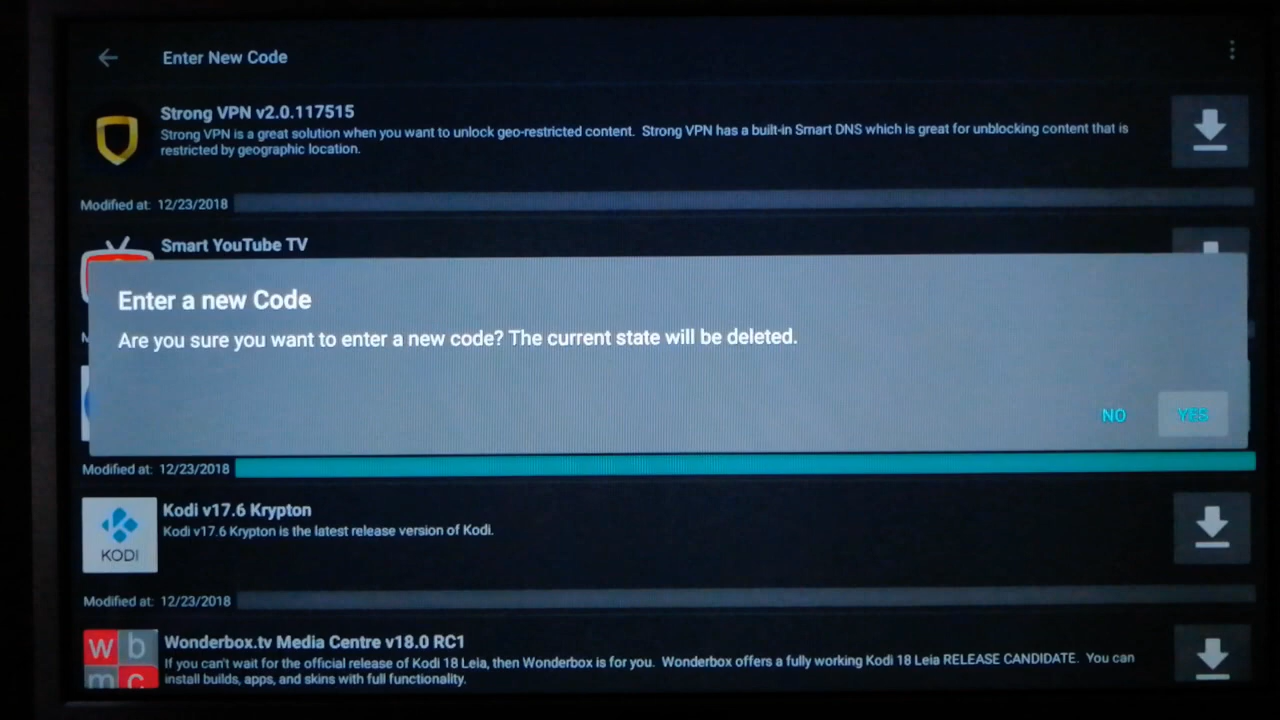 Enter New Code
Strong VPN v2.0.117515
Strong VPN is a great solution when you want to unlock geo-restricted content. Strong VPN has a built-in Smart DNS which is great for unblocking content that is
restricted by geographic location.
Modified at: 12/23/2018
Smart YouTube TV
Enter a new Code
Are you sure you want to enter a new code? The current state will be deleted.
NO
YES
Modified at: 12/23/2018
Kodi v17.6 Krypton
Kodi v17.6 Krypton is the latest release version of Kodi.
KODI
Modified at: 12/23/2018
Wonderbox.tv Media Centre v18.0 RC1
If you can't wait for the official release of Kodi 18 Leia, then Wonderbox is for you. Wonderbox offers a fully working Kodi 18 Leia RELEASE CANDIDATE. You can
install builds, apps, and skins with full functionality.
w b
m c